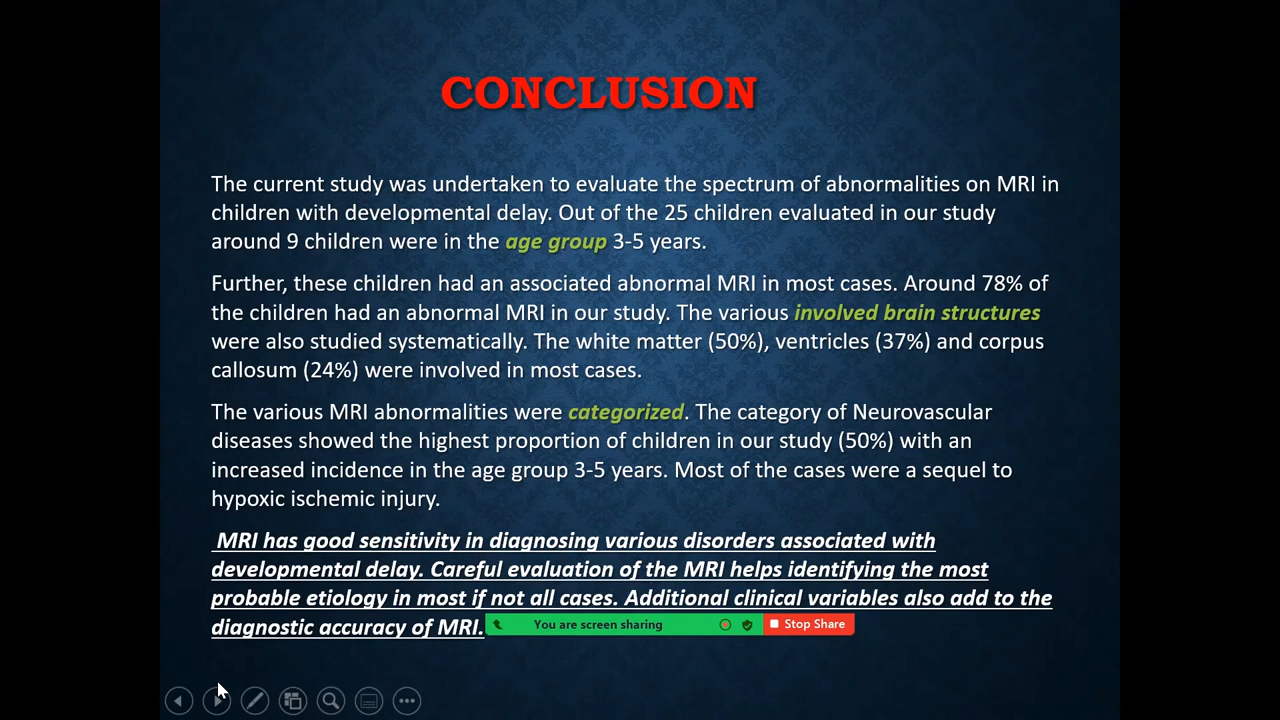 CONCLUSION
The current study was undertaken to evaluate the spectrum of abnormalities on MRI in
children with developmental delay. Out of the 25 children evaluated in our study
around 9 children were in the age group 3-5 years.
Further, these children had an associated abnormal MRI in most cases. Around 78% of
the children had an abnormal MRI in our study. The various involved brain structures
were also studied systematically. The white matter (50%), ventricles (37%) and corpus
callosum (24%) were involved in most cases.
The various MRI abnormalities were categorized. The category of Neurovascular
diseases showed the highest proportion of children in our study (50%) with an
increased incidence in the age group 3-5 years. Most of the cases were a sequel to
hypoxic ischemic injury.
MRI has good sensitivity in diagnosing various disorders associated with
developmental delay. Careful evaluation of the MRI helps identifying the most
probable etiology in most if not all cases. Additional clinical variables also add to the
diagnostic accuracy of MRI.
You are screen sharing
Stop Share